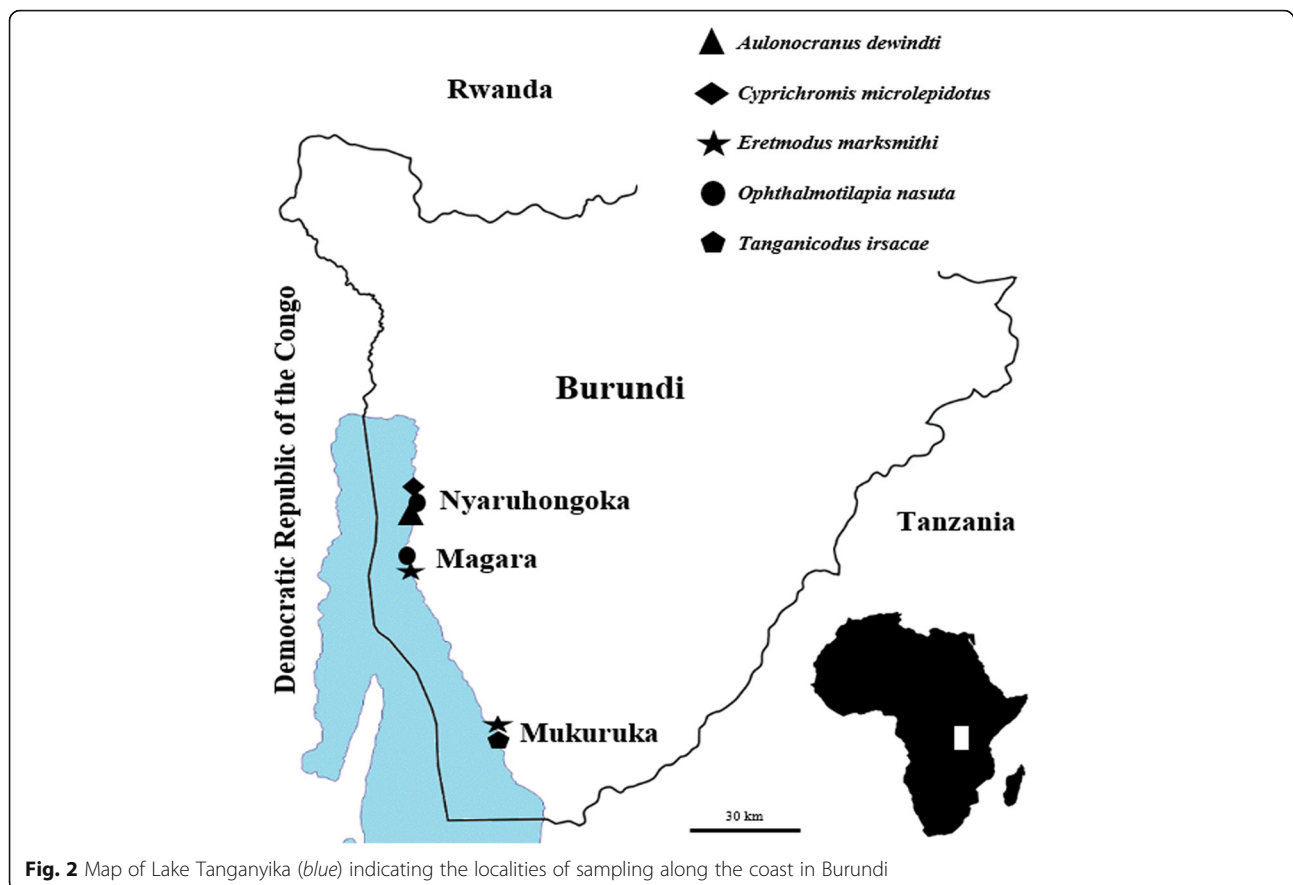 Aulonocranus dewindti
Rwanda
Cyprichromis microlepidotus
Eretmodus marksmithi
Ophthalmotilapia nasuta
Tanganicodus irsacae
Democratic Republic of the Congo
Burundi
Nyaruhongoka
Tanzania
Magara
Mukuruka
30 km
Fig. 2 Map of Lake Tanganyika (blue) indicating the localities of sampling along the coast in Burundi